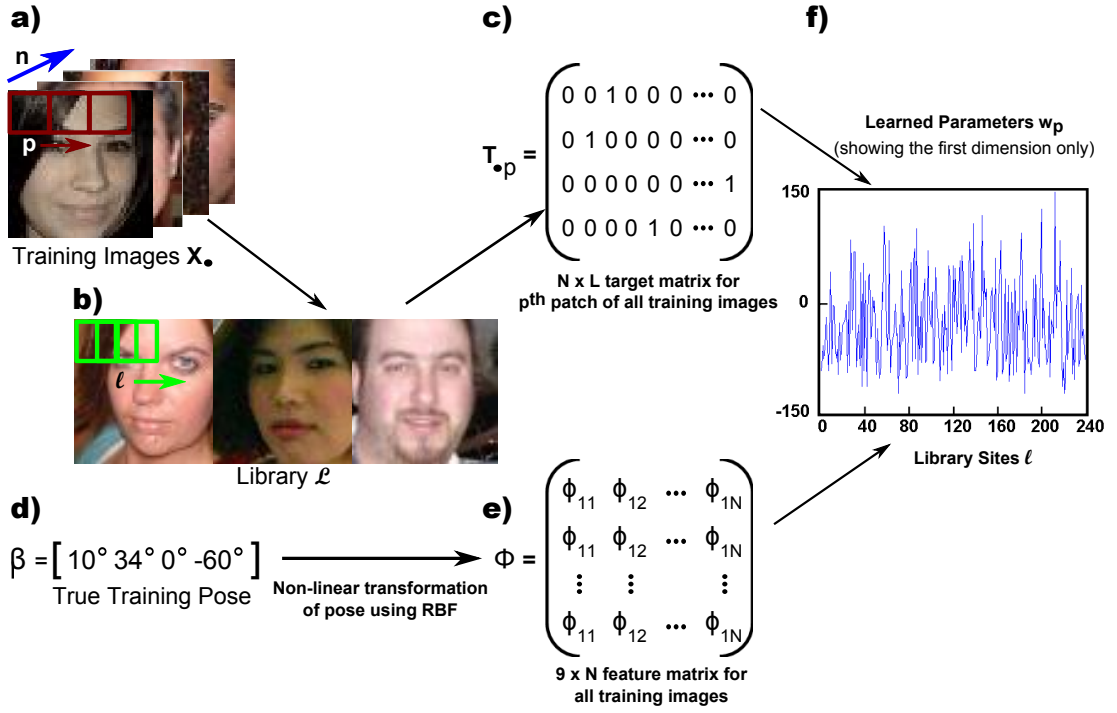 a)
n
p
Training Images X•
b)
ℓ
Library ℒ
c)
T•p =
0 0 1 0 0 0 ••• 0
0 1 0 0 0 0 ••• 0
0 0 0 0 0 0 ••• 1
0 0 0 0 1 0 ••• 0
N x L target matrix for
pth patch of all training images
d)
β = [ 10° 34° 0° -60° ]
True Training Pose
Non-linear transformation
of pose using RBF
e)
Φ =
ϕ11 ϕ12 ••• ϕ1N
ϕ11 ϕ12 ••• ϕ1N
⋮ ⋮ ⋮
ϕ11 ϕ12 ••• ϕ1N
9 x N feature matrix for
all training images
f)
Learned Parameters wp
(showing the first dimension only)
150
0
-150
0 40 80 120 160 200 240
Library Sites ℓ